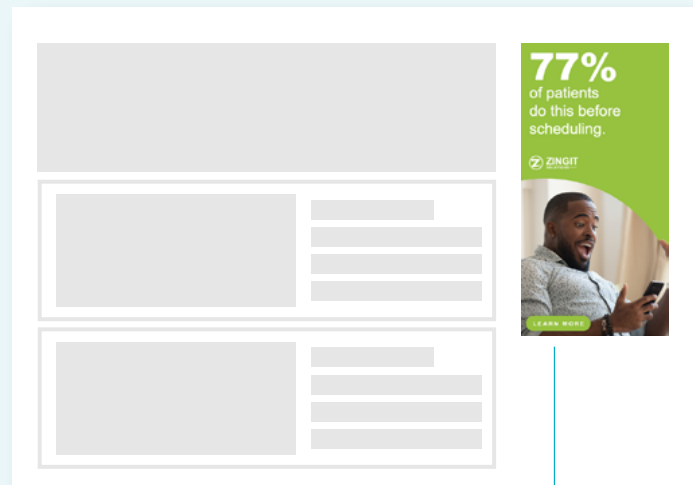 77%
of patients
do this before
scheduling.
ZINGIT
LEARN MORE